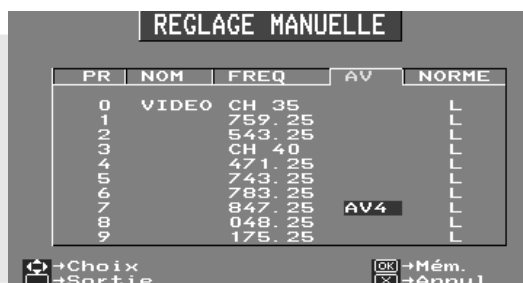 REGLAGE MANUELLE
PR NOM FREQ AV NORME
0 VIDEO CH 35 L
1 759.25 L
2 543.25 L
3 CH 40 L
4 471.25 L
5 743.25 L
6 783.25 L
7 847.25 AV4 L
8 048.25 L
9 175.25 L
→Choix OK →Mém.
→Sortie X →Annul